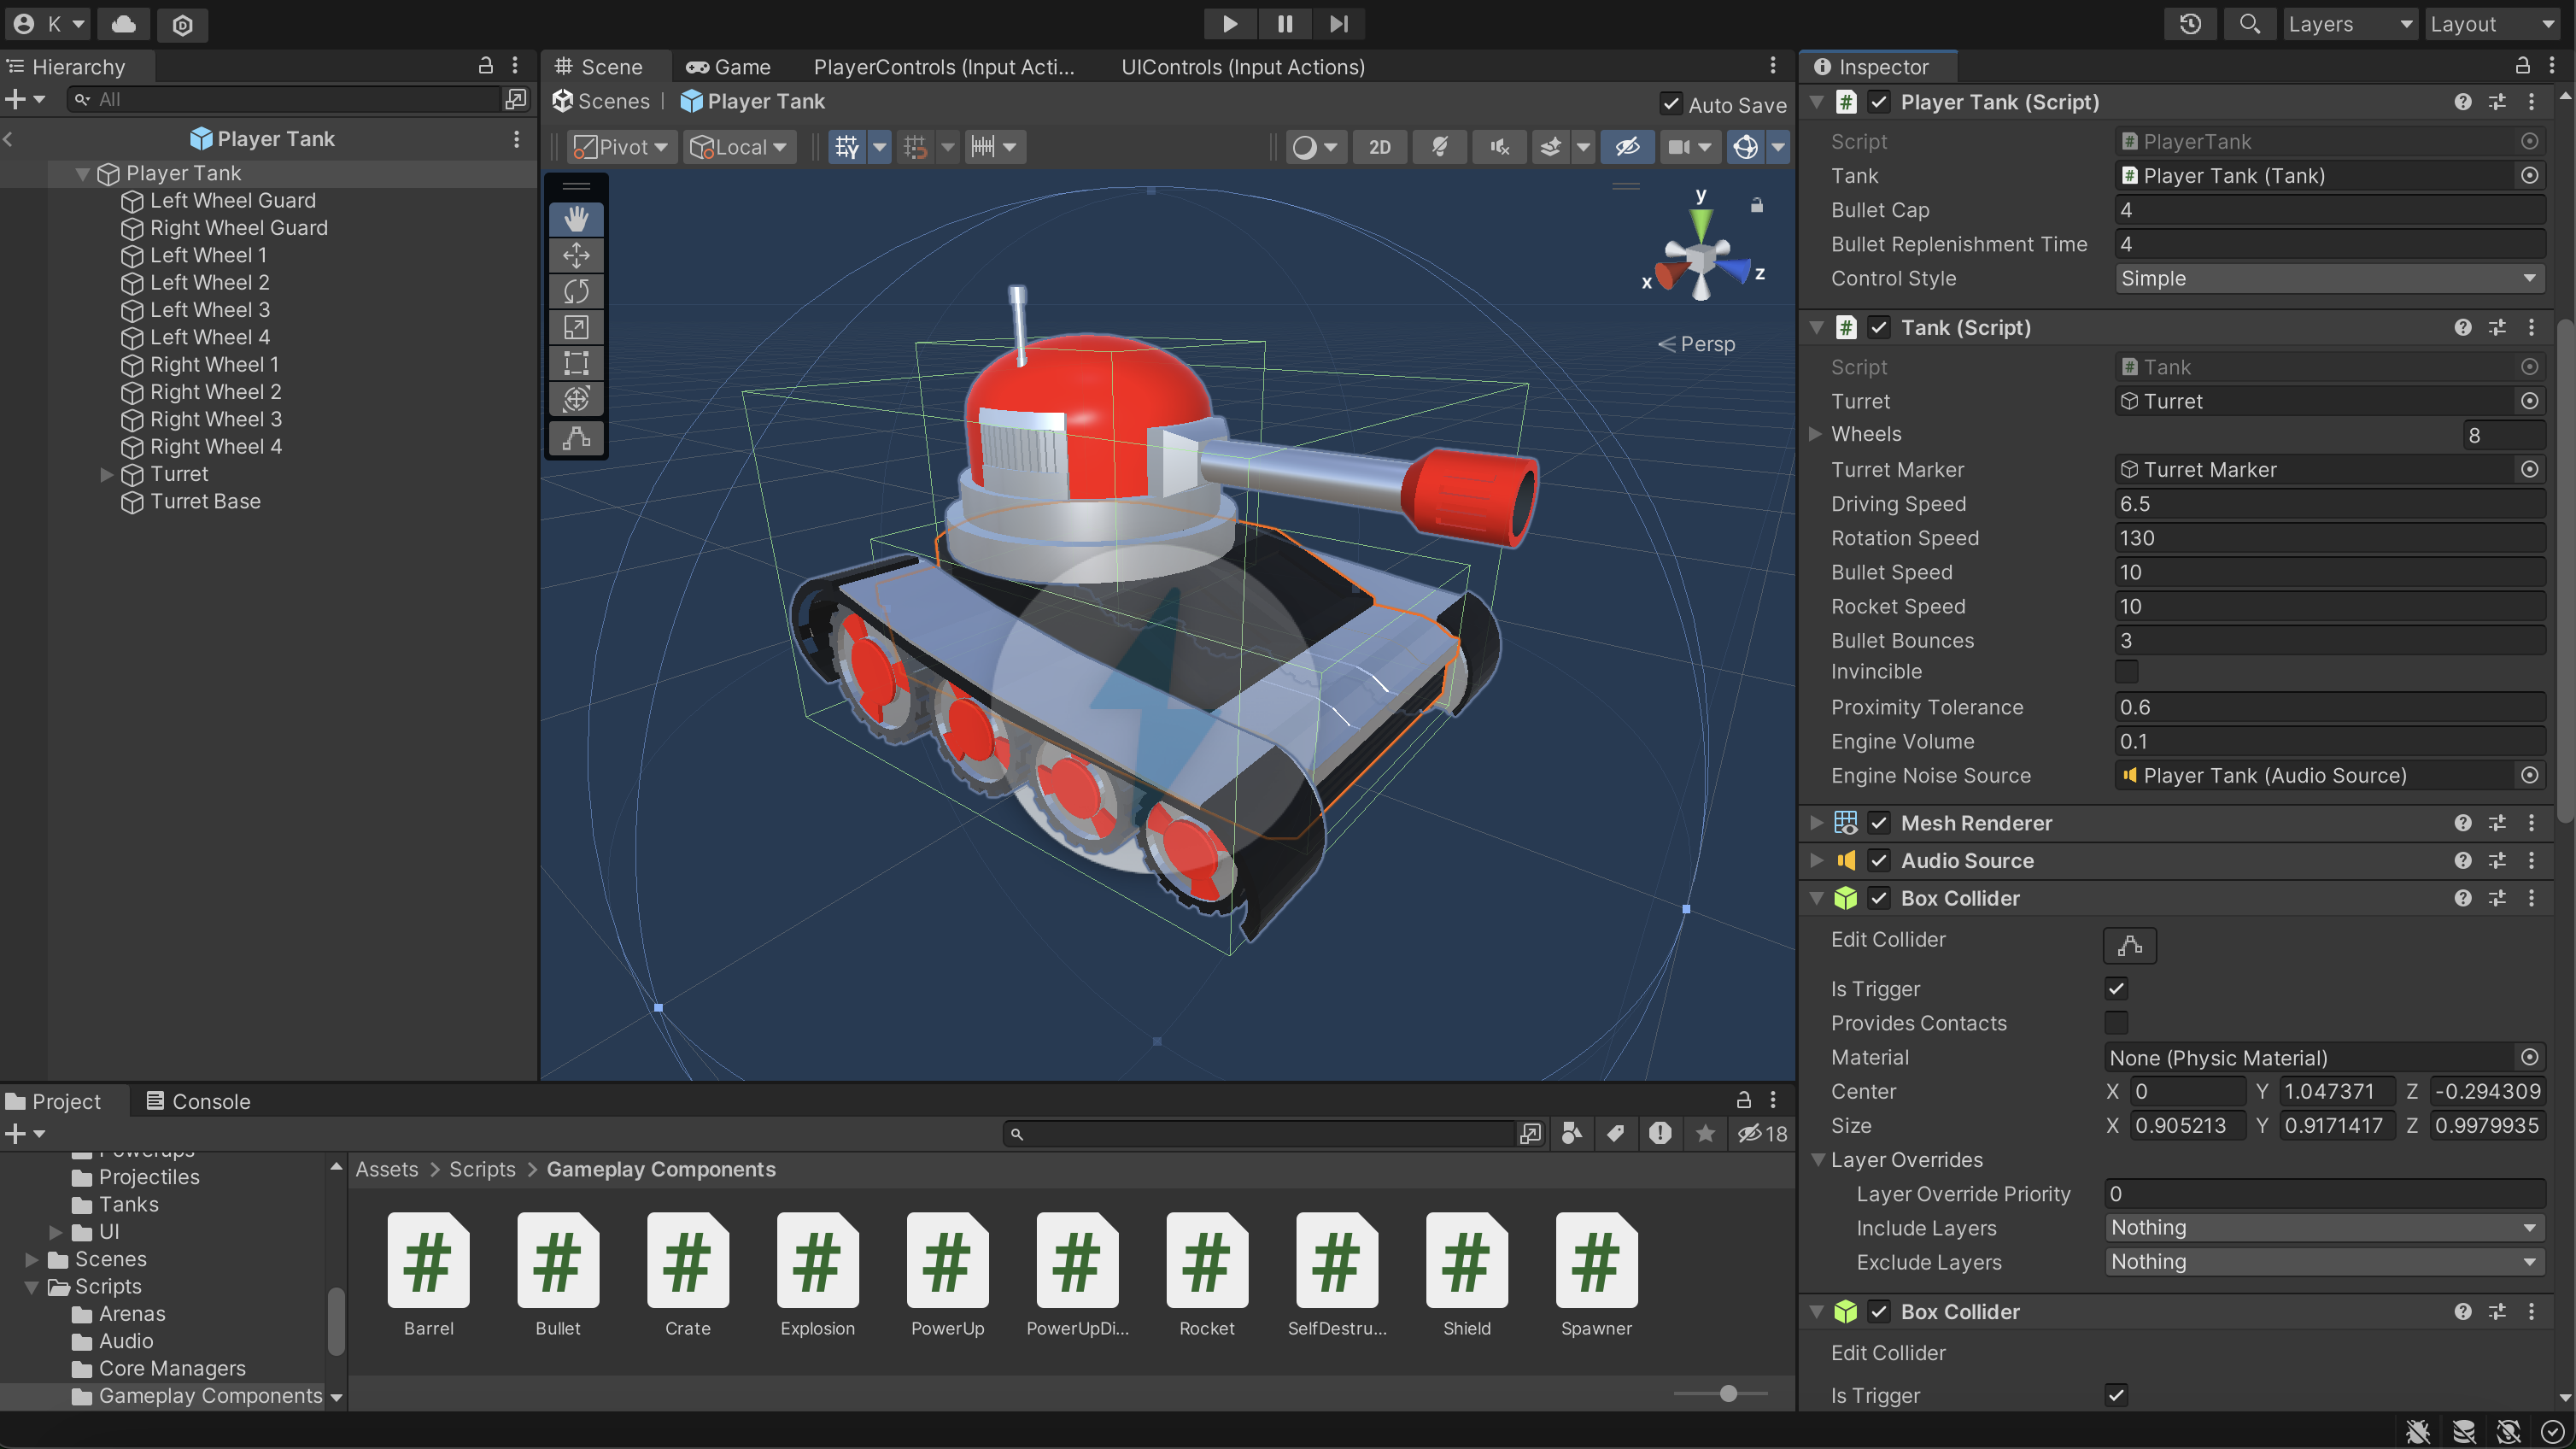 K
Layers
Layout
Hierarchy
All
Player Tank
Player Tank
Left Wheel Guard
Right Wheel Guard
Left Wheel 1
Left Wheel 2
Left Wheel 3
Left Wheel 4
Right Wheel 1
Right Wheel 2
Right Wheel 3
Right Wheel 4
Turret
Turret Base
Scene
Game
PlayerControls (Input Acti...
UIControls (Input Actions)
Scenes | Player Tank
Auto Save
Pivot
Local
2D
y
x
z
Persp
Inspector
Player Tank (Script)
Script PlayerTank
Tank Player Tank (Tank)
Bullet Cap 4
Bullet Replenishment Time 4
Control Style Simple
Tank (Script)
Script Tank
Turret Turret
Wheels 8
Turret Marker Turret Marker
Driving Speed 6.5
Rotation Speed 130
Bullet Speed 10
Rocket Speed 10
Bullet Bounces 3
Invincible
Proximity Tolerance 0.6
Engine Volume 0.1
Engine Noise Source Player Tank (Audio Source)
Mesh Renderer
Audio Source
Box Collider
Edit Collider
Is Trigger
Provides Contacts
Material None (Physic Material)
Center X 0 Y 1.047371 Z -0.294309
Size X 0.905213 Y 0.9171417 Z 0.9979935
Layer Overrides
Layer Override Priority 0
Include Layers Nothing
Exclude Layers Nothing
Box Collider
Edit Collider
Is Trigger
Project
Console
18
Powerups
Projectiles
Tanks
UI
Scenes
Scripts
Arenas
Audio
Core Managers
Gameplay Components
Assets > Scripts > Gameplay Components
Barrel
Bullet
Crate
Explosion
PowerUp
PowerUpDi...
Rocket
SelfDestru...
Shield
Spawner